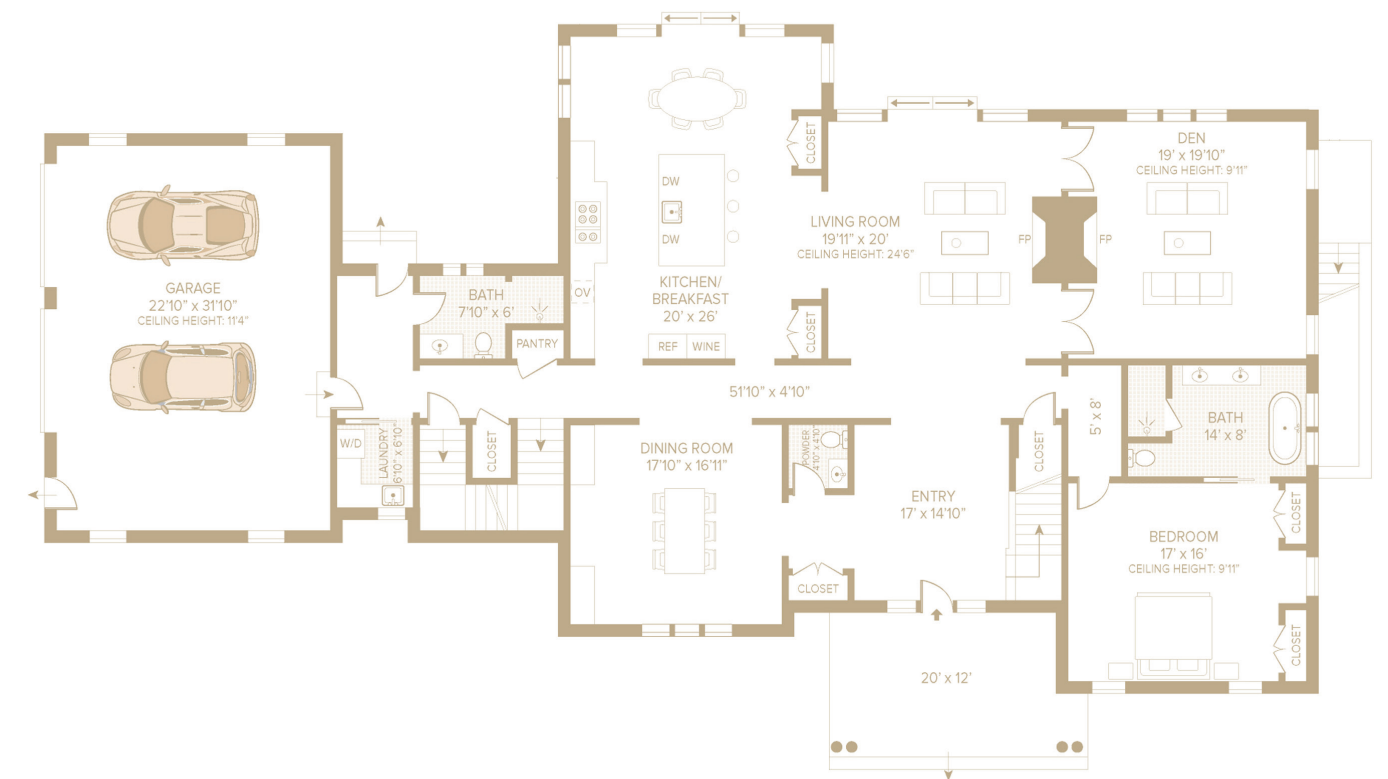 DEN
19' x 19'10"
CEILING HEIGHT: 9'11"
CLOSET
DW
DW
LIVING ROOM
19'11" x 20'
CEILING HEIGHT: 24'6"
FP
FP
GARAGE
22'10" x 31'10"
CEILING HEIGHT: 11'4"
BATH
7'10" x 6'
OV
KITCHEN/
BREAKFAST
20' x 26'
PANTRY
REF
WINE
CLOSET
51'10" x 4'10"
5' x 8'
BATH
14' x 8'
W/D
LAUNDRY
6'10" x 6'10"
CLOSET
DINING ROOM
17'10" x 16'11"
POWDER
4'10" x 4'10"
CLOSET
ENTRY
17' x 14'10"
CLOSET
BEDROOM
17' x 16'
CEILING HEIGHT: 9'11"
CLOSET
CLOSET
20' x 12'